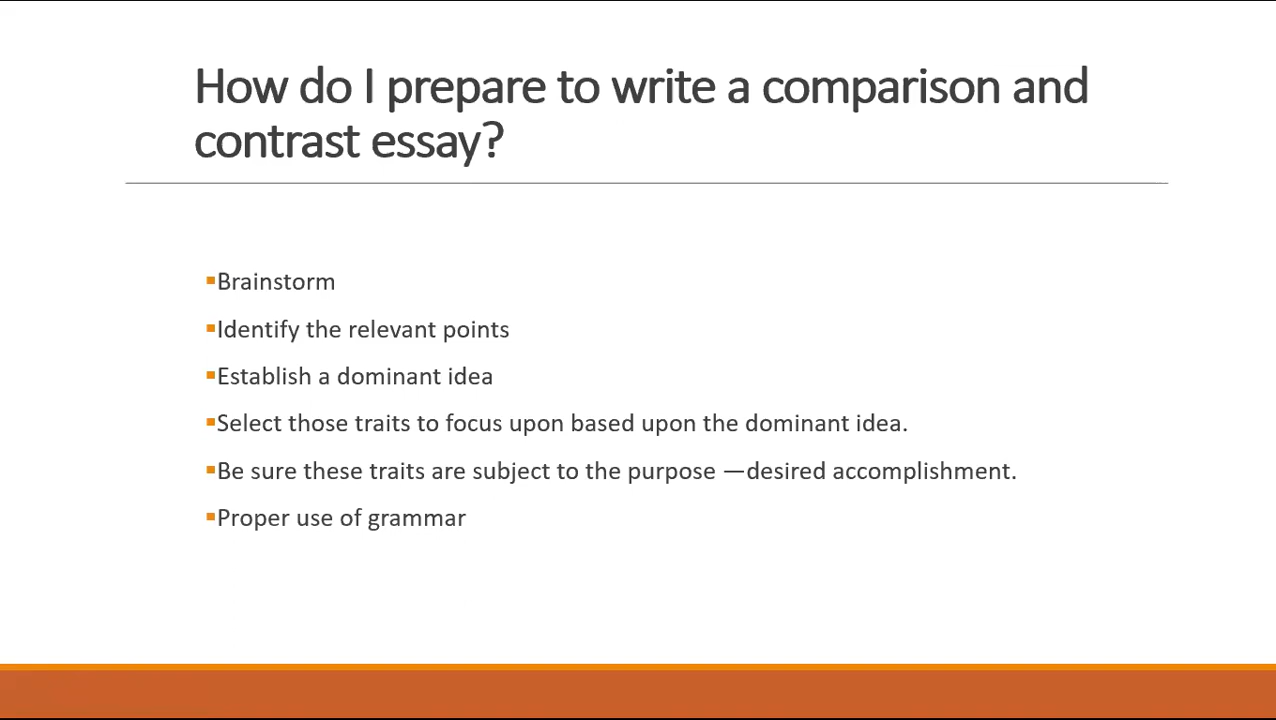 How do I prepare to write a comparison and
contrast essay?
▪Brainstorm
▪Identify the relevant points
▪Establish a dominant idea
▪Select those traits to focus upon based upon the dominant idea.
▪Be sure these traits are subject to the purpose —desired accomplishment.
▪Proper use of grammar